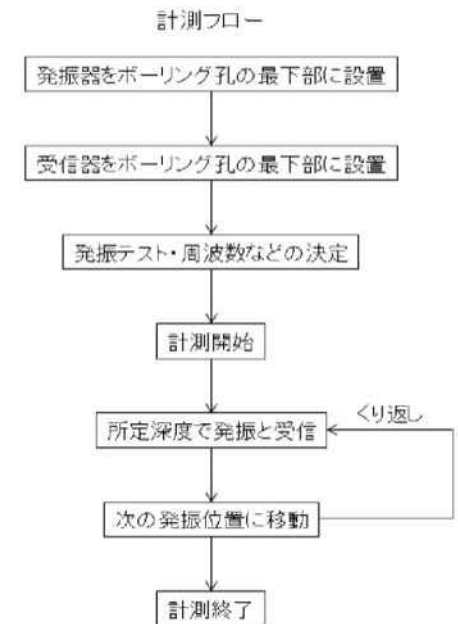 計測フロー
発振器をボーリング孔の最下部に設置
受信器をボーリング孔の最下部に設置
発振テスト・周波数などの決定
計測開始
所定深度で発振と受信
くり返し
次の発振位置に移動
計測終了